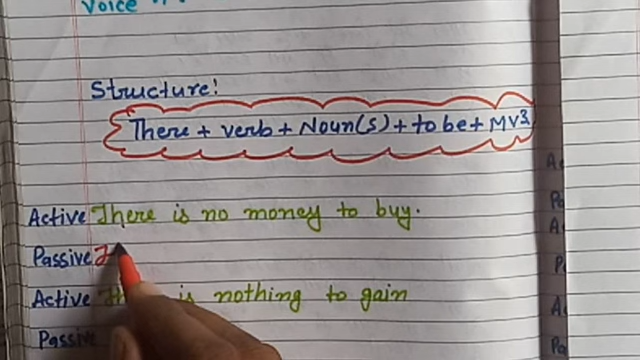 Voice
Structure!
There + verb + Noun(s) + to be + MV3
Active There is no money to buy.
Passive
Active is nothing to gain
Passive